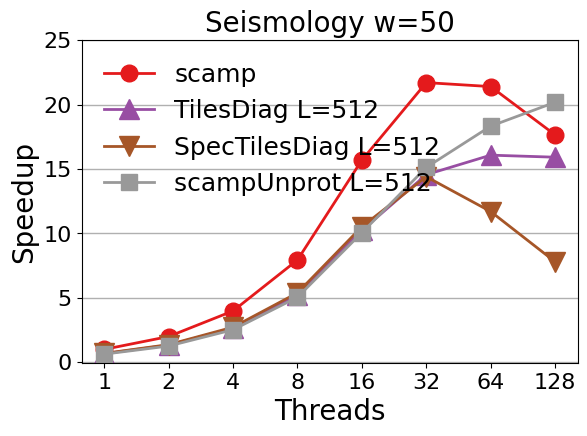 Seismology w=50
25
20
15
10
5
0
Speedup
scamp
TilesDiag L=512
SpecTilesDiag L=512
scampUnprot L=512
1 2 4 8 16 32 64 128
Threads